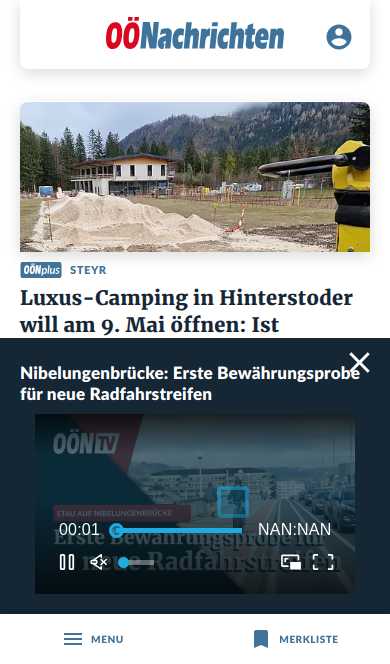 OÖNachrichten
OÖNplus STEYR
Luxus-Camping in Hinterstoder
will am 9. Mai öffnen: Ist
Nibelungenbrücke: Erste Bewährungsprobe
für neue Radfahrstreifen
OÖN TV
STAU AUF NIBELUNGENBRÜCKE
00:01
NAN:NAN
Erste Bewährungsprobe für
neue Radfahrstreifen
MENU
MERKLISTE